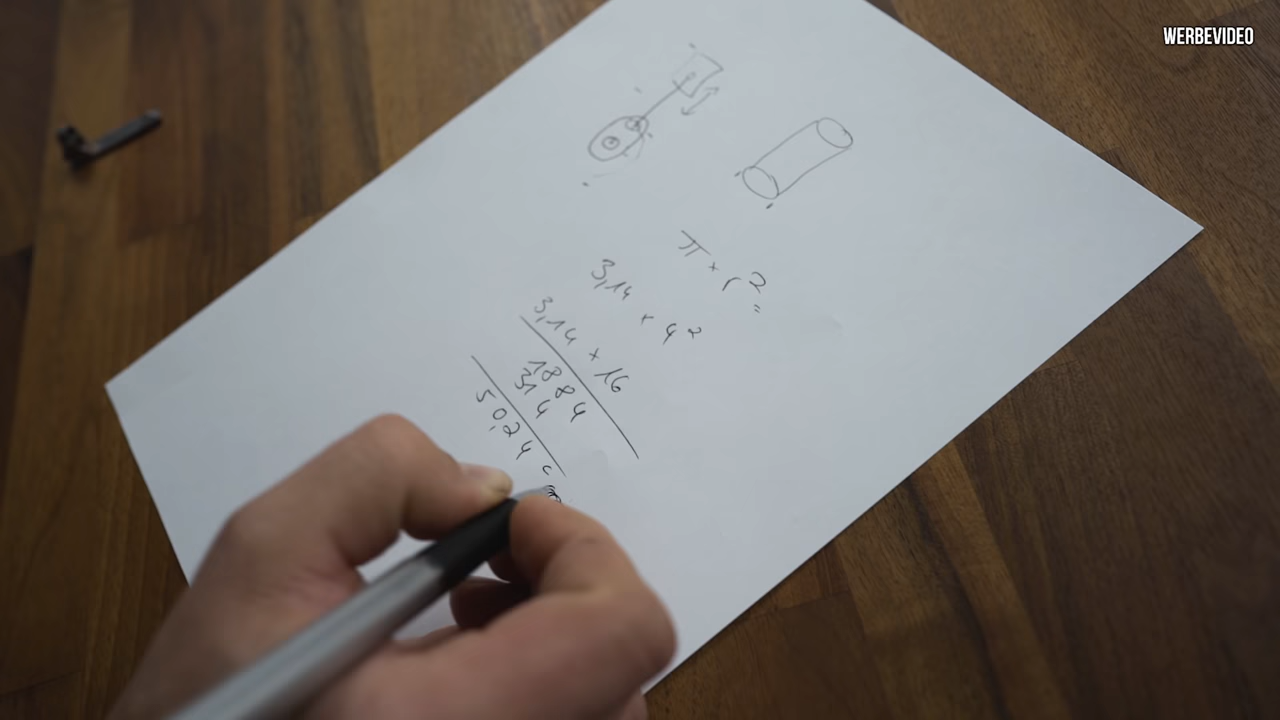 WERBEVIDEO
π × r² =
3,14 × 4²
3,14 × 16
1884
314
50,24 c